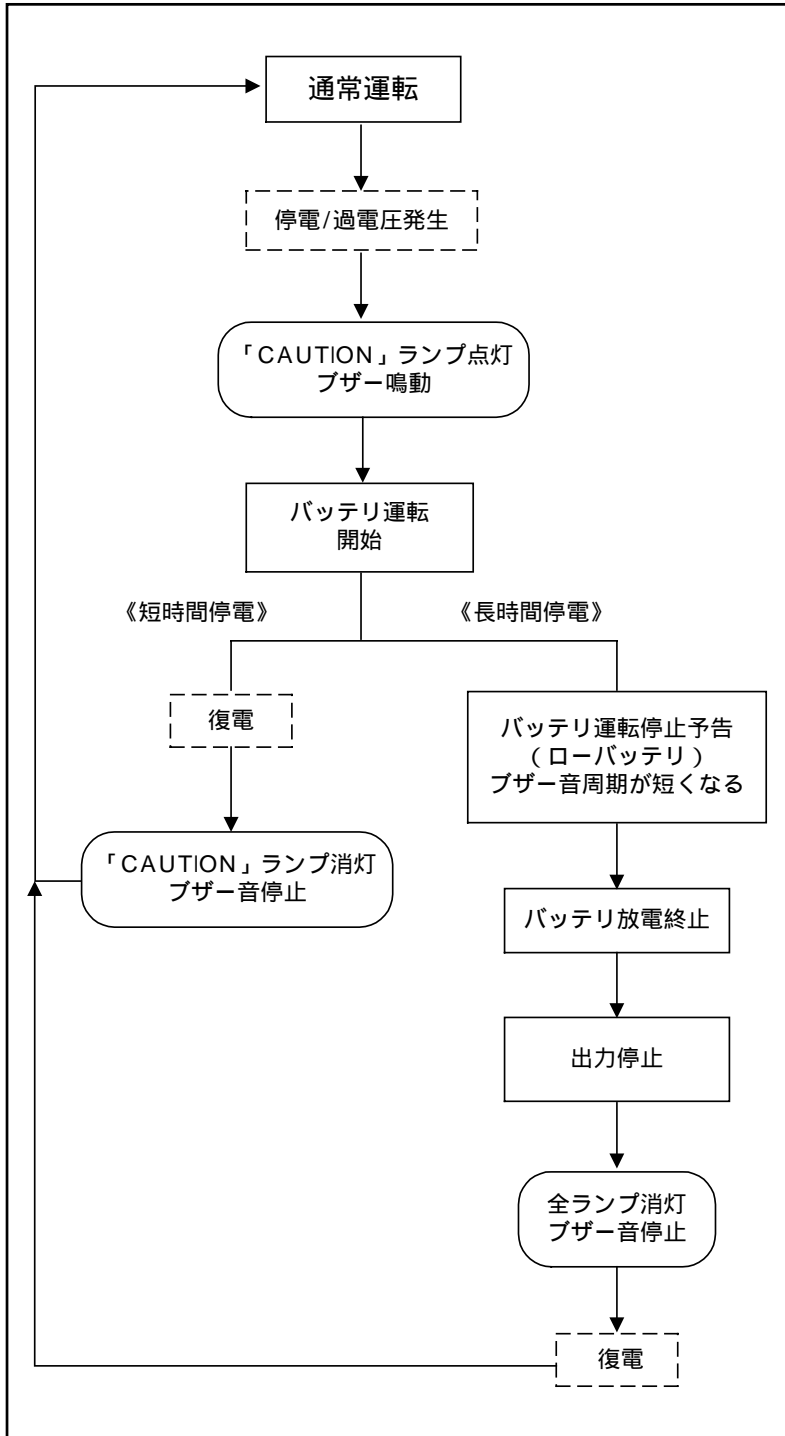 通常運転
停電/過電圧発生
「CAUTION」ランプ点灯
ブザー鳴動
バッテリ運転
開始
《短時間停電》
《長時間停電》
復電
「CAUTION」ランプ消灯
ブザー音停止
バッテリ運転停止予告
(ローバッテリ)
ブザー音周期が短くなる
バッテリ放電終止
出力停止
全ランプ消灯
ブザー音停止
復電